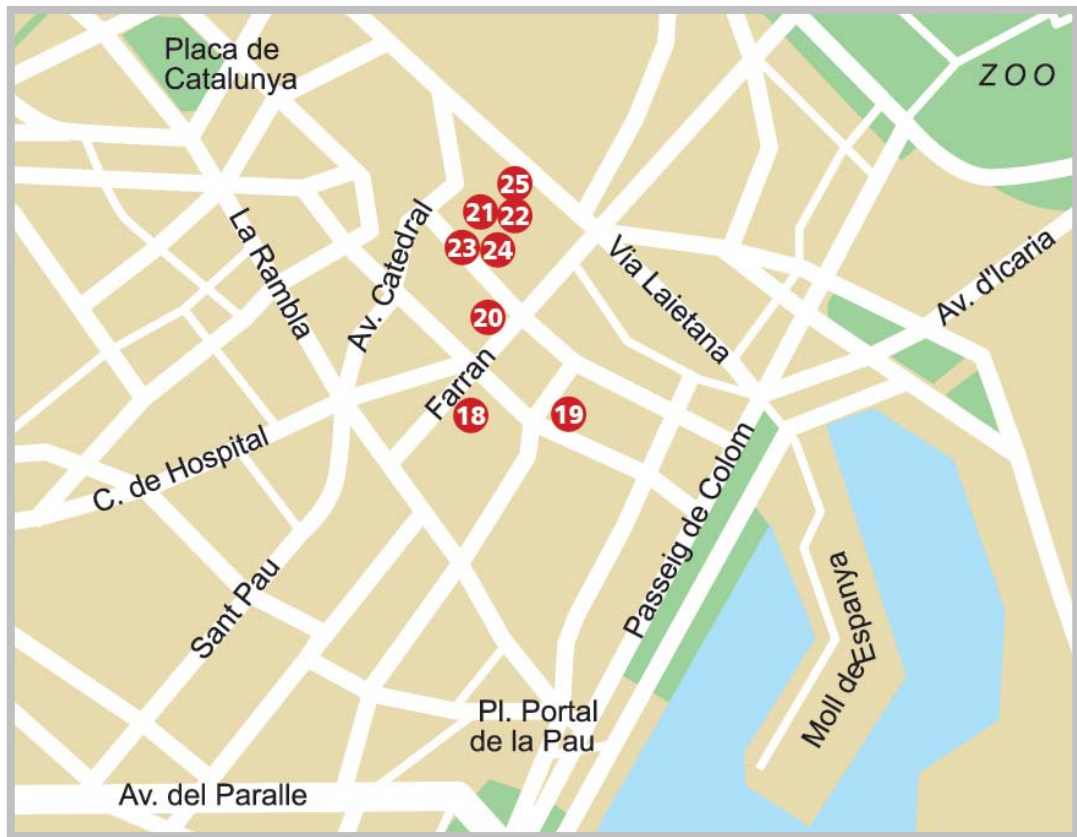 Placa de
Catalunya
ZOO
25
21
22
23
24
La Rambla
Av. Catedral
Via Laietana
Av. d'Icaria
20
Farran
18
19
C. de Hospital
Passeig de Colom
Sant Pau
Moll de Espanya
Pl. Portal
de la Pau
Av. del Paralle